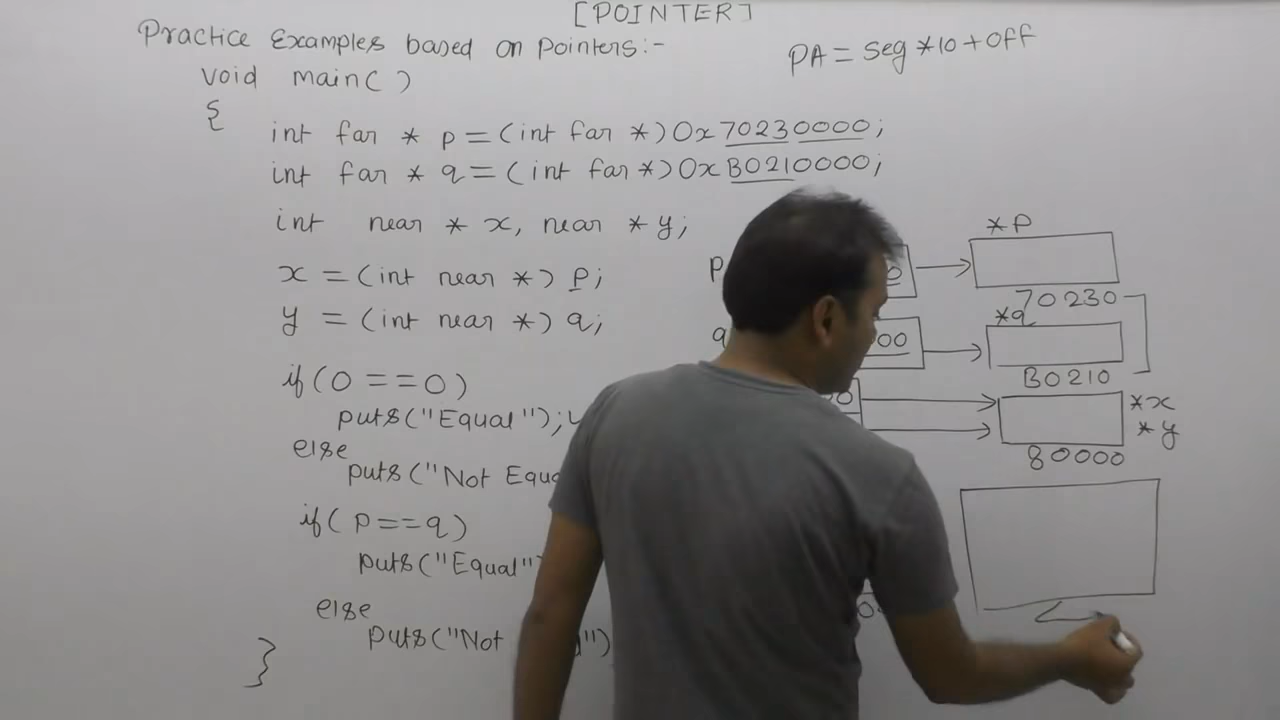 [POINTER]
Practice Examples based on Pointers:-
PA = Seg *10 + Off
void main( )
{
int far * p = (int far *) 0x70230000;
int far * q = (int far *) 0xB0210000;
int near * x, near * y;
x = (int near *) p;
y = (int near *) q;
if (0 == 0)
puts("Equal");
else
puts("Not Equa
if( p == q)
puts("Equal"
else
puts("Not ")
}
p
*p
70230
q
00
*q
B0210
*x
*y
80000